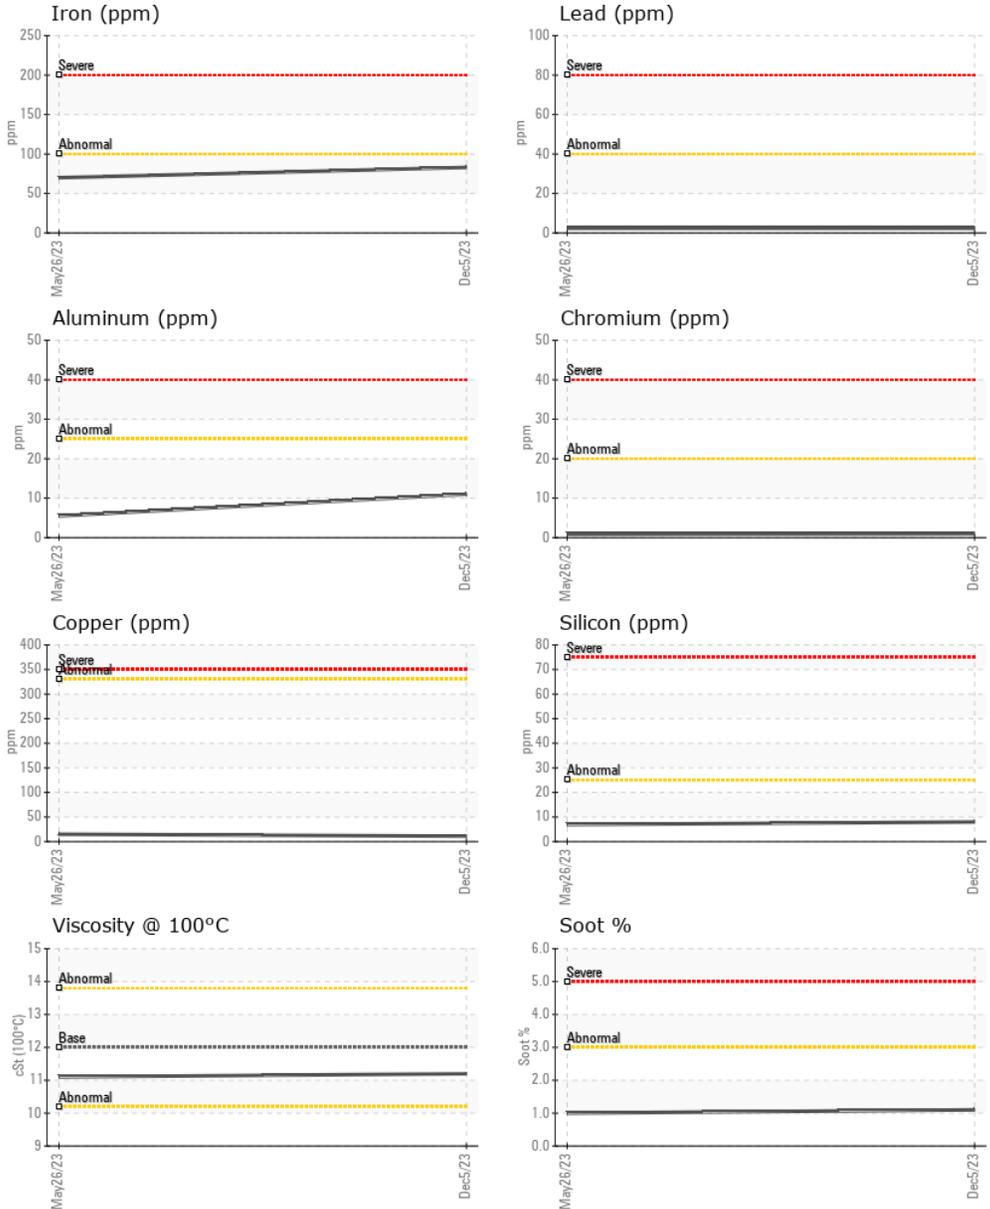 Iron (ppm)
250
200
150
100
50
0
ppm
Severe
Abnormal
May26/23
Dec5/23
Lead (ppm)
100
80
60
40
20
0
ppm
Severe
Abnormal
May26/23
Dec5/23
Aluminum (ppm)
50
40
30
20
10
0
ppm
Severe
Abnormal
May26/23
Dec5/23
Chromium (ppm)
50
40
30
20
10
0
ppm
Severe
Abnormal
May26/23
Dec5/23
Copper (ppm)
400
350
300
250
200
150
100
50
0
ppm
Severe
Abnormal
May26/23
Dec5/23
Silicon (ppm)
80
70
60
50
40
30
20
10
0
ppm
Severe
Abnormal
May26/23
Dec5/23
Viscosity @ 100°C
15
14
13
12
11
10
9
cSt (100°C)
Abnormal
Base
Abnormal
May26/23
Dec5/23
Soot %
6.0
5.0
4.0
3.0
2.0
1.0
0.0
Soot %
Severe
Abnormal
May26/23
Dec5/23